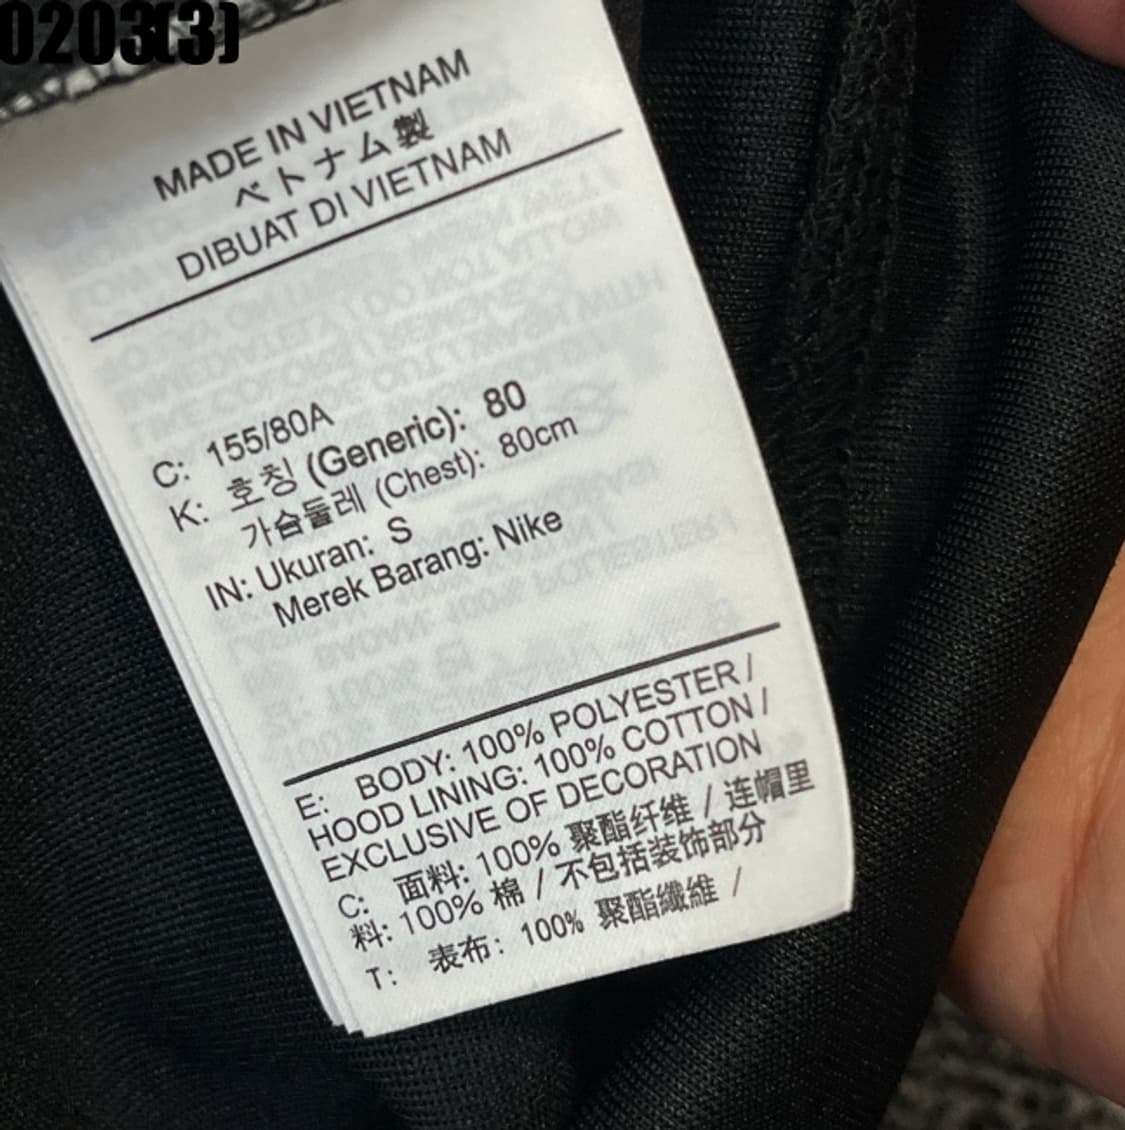 0203(3)
MADE IN VIETNAM
ベトナム製
DIBUAT DI VIETNAM
C: 155/80A
K: 호칭 (Generic): 80
가슴둘레 (Chest): 80cm
IN: Ukuran: S
Merek Barang: Nike
E: BODY: 100% POLYESTER /
HOOD LINING: 100% COTTON /
EXCLUSIVE OF DECORATION
C: 面料: 100% 聚酯纤维 / 连帽里
料: 100% 棉 / 不包括装饰部分
T: 表布: 100% 聚酯纖維 /